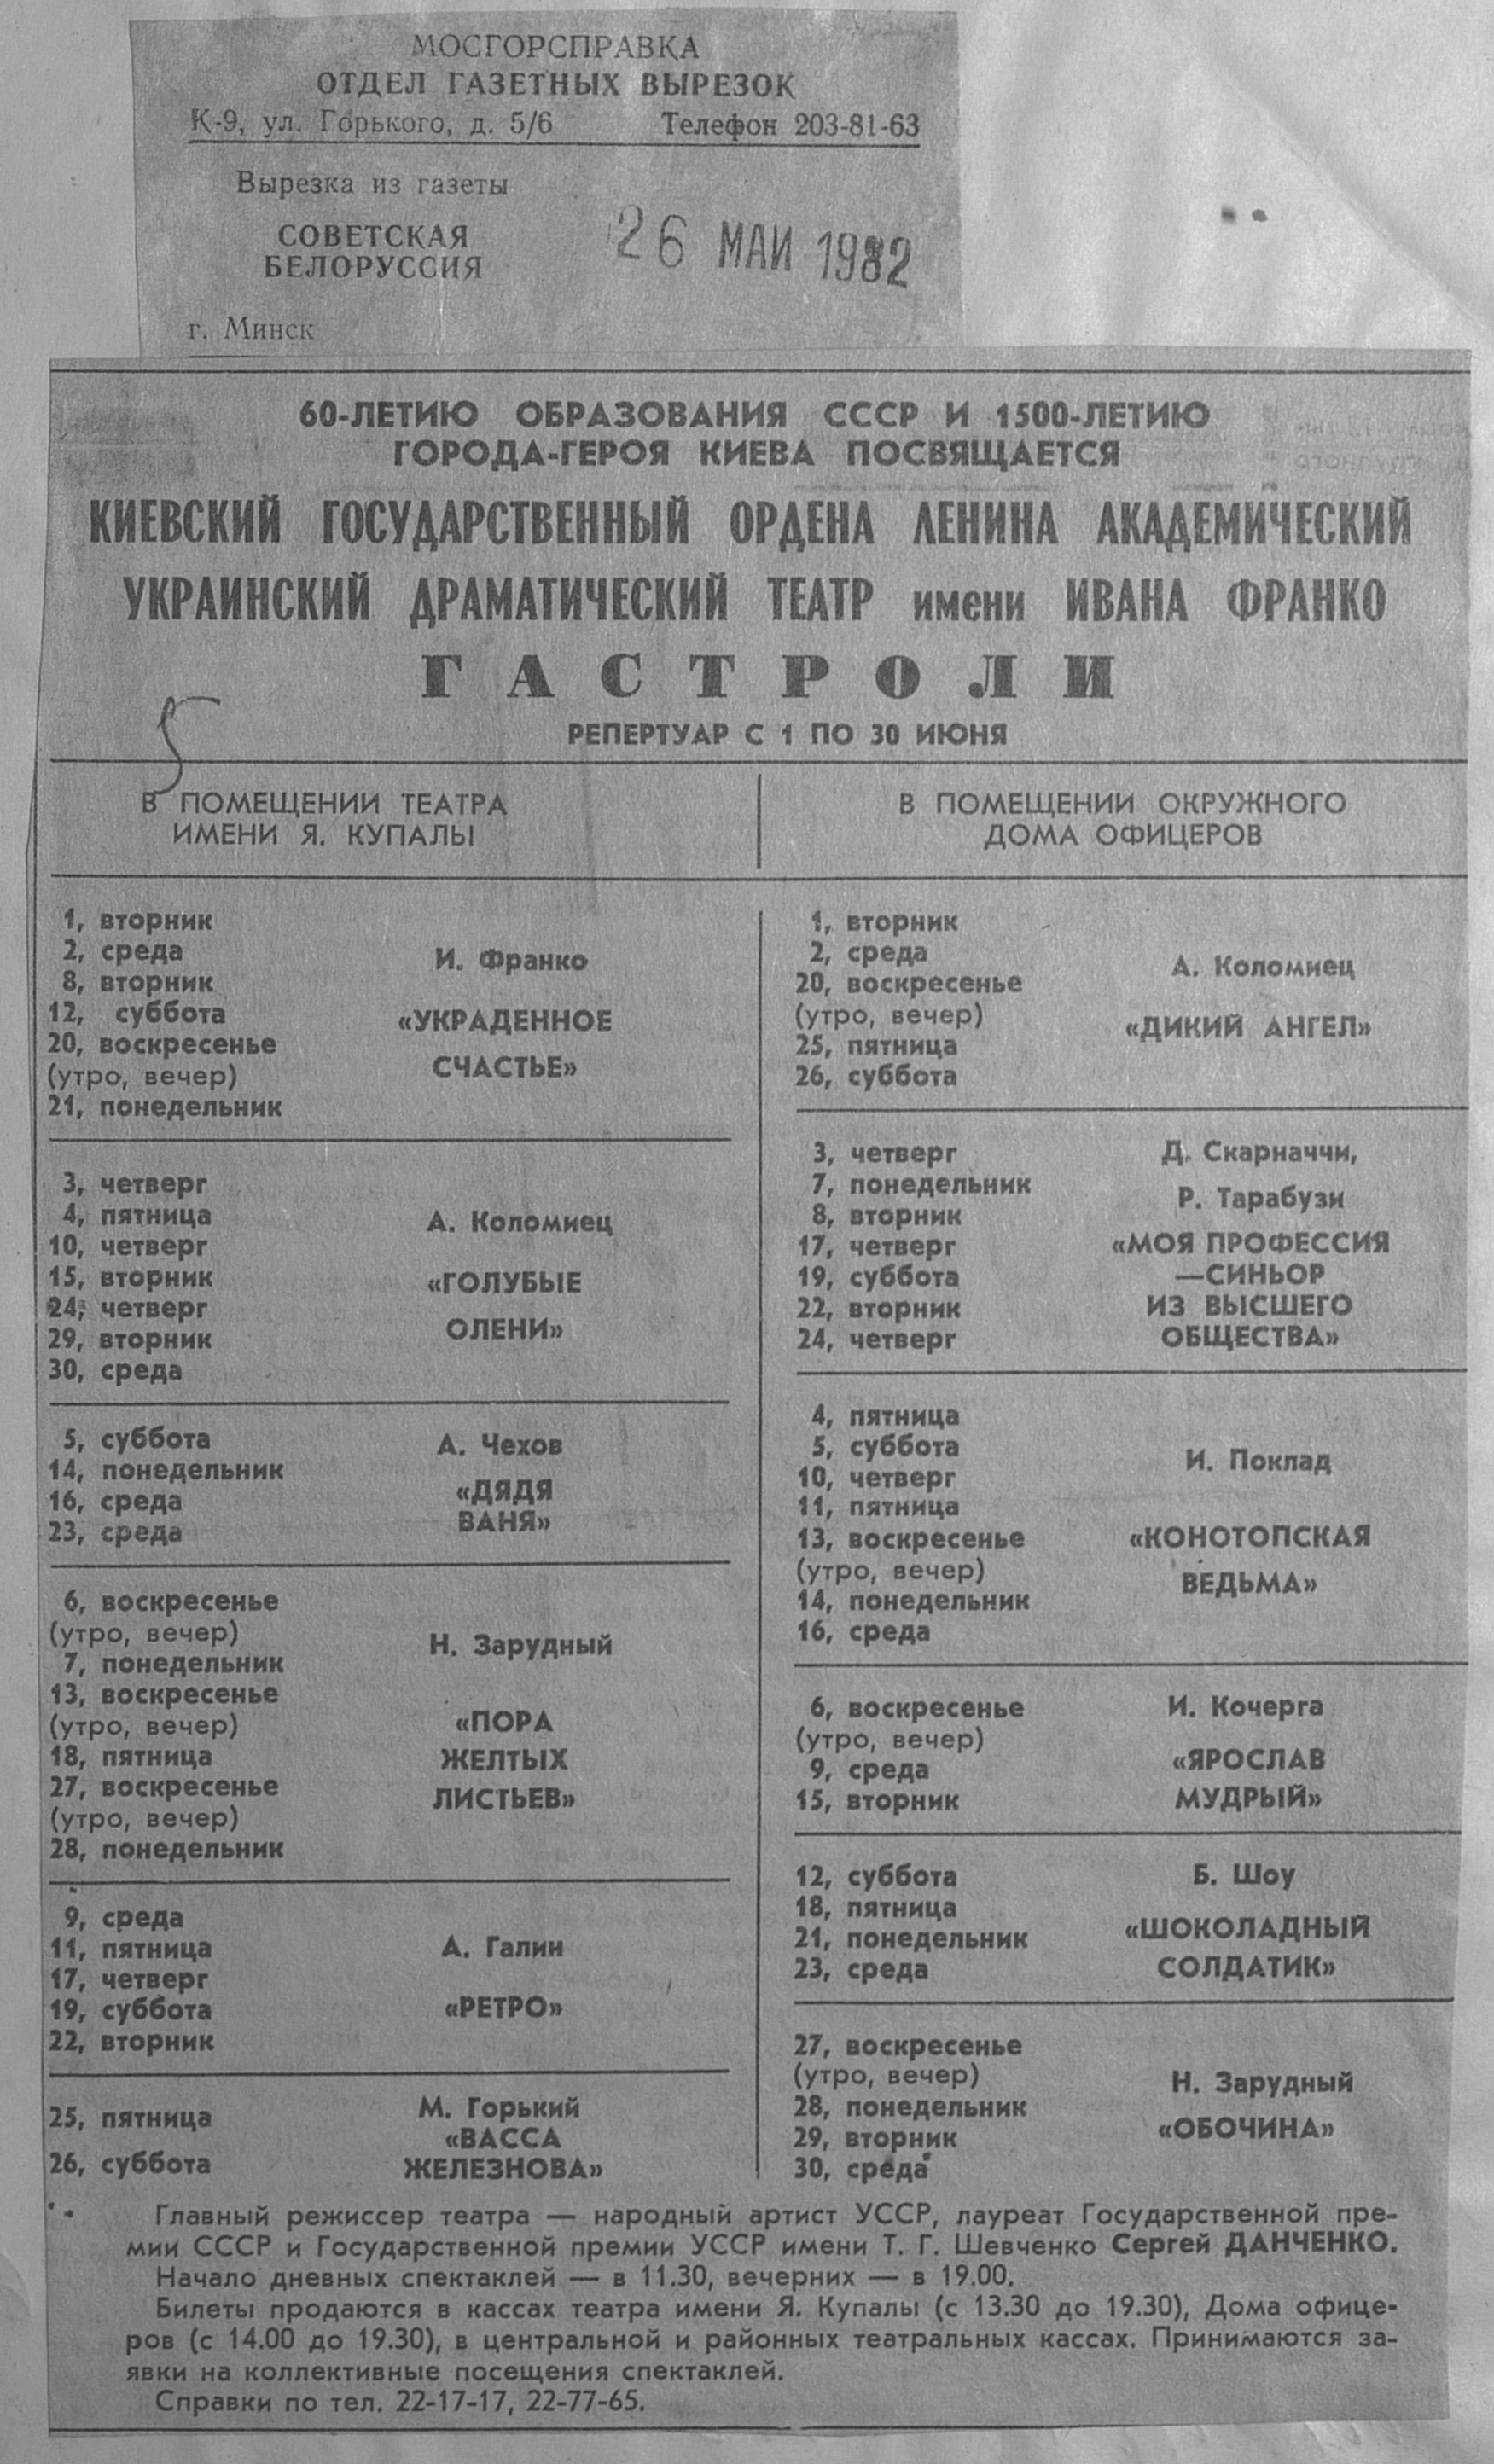 МОСГОРСПРАВКА
ОТДЕЛ ГАЗЕТНЫХ ВЫРЕЗОК
К-9, ул. Горького, д. 5/6 Телефон 203-81-63
Вырезка из газеты
СОВЕТСКАЯ
БЕЛОРУССИЯ
26 МАИ 1982
г. Минск
60-ЛЕТИЮ ОБРАЗОВАНИЯ СССР И 1500-ЛЕТИЮ
ГОРОДА-ГЕРОЯ КИЕВА ПОСВЯЩАЕТСЯ
КИЕВСКИЙ ГОСУДАРСТВЕННЫЙ ОРДЕНА ЛЕНИНА АКАДЕМИЧЕСКИЙ
УКРАИНСКИЙ ДРАМАТИЧЕСКИЙ ТЕАТР имени ИВАНА ФРАНКО
ГАСТРОЛИ
РЕПЕРТУАР С 1 ПО 30 ИЮНЯ
5
В ПОМЕЩЕНИИ ТЕАТРА
ИМЕНИ Я. КУПАЛЫ
1, вторник
2, среда
8, вторник
12, суббота
20, воскресенье
(утро, вечер)
21, понедельник
И. Франко
«УКРАДЕННОЕ
СЧАСТЬЕ»
3, четверг
4, пятница
10, четверг
15, вторник
24, четверг
29, вторник
30, среда
А. Коломиец
«ГОЛУБЫЕ
ОЛЕНИ»
5, суббота
14, понедельник
16, среда
23, среда
А. Чехов
«ДЯДЯ
ВАНЯ»
6, воскресенье
(утро, вечер)
7, понедельник
13, воскресенье
(утро, вечер)
18, пятница
27, воскресенье
(утро, вечер)
28, понедельник
Н. Зарудный
«ПОРА
ЖЕЛТЫХ
ЛИСТЬЕВ»
9, среда
11, пятница
17, четверг
19, суббота
22, вторник
А. Галин
«РЕТРО»
25, пятница
26, суббота
М. Горький
«ВАССА
ЖЕЛЕЗНОВА»
В ПОМЕЩЕНИИ ОКРУЖНОГО
ДОМА ОФИЦЕРОВ
1, вторник
2, среда
20, воскресенье
(утро, вечер)
25, пятница
26, суббота
А. Коломиец
«ДИКИЙ АНГЕЛ»
3, четверг
7, понедельник
8, вторник
17, четверг
19, суббота
22, вторник
24, четверг
Д. Скарначчи,
Р. Тарабузи
«МОЯ ПРОФЕССИЯ
—СИНЬОР
ИЗ ВЫСШЕГО
ОБЩЕСТВА»
4, пятница
5, суббота
10, четверг
11, пятница
13, воскресенье
(утро, вечер)
14, понедельник
16, среда
И. Поклад
«КОНОТОПСКАЯ
ВЕДЬМА»
6, воскресенье
(утро, вечер)
9, среда
15, вторник
И. Кочерга
«ЯРОСЛАВ
МУДРЫЙ»
12, суббота
18, пятница
21, понедельник
23, среда
Б. Шоу
«ШОКОЛАДНЫЙ
СОЛДАТИК»
27, воскресенье
(утро, вечер)
28, понедельник
29, вторник
30, среда
Н. Зарудный
«ОБОЧИНА»
Главный режиссер театра — народный артист УССР, лауреат Государственной пре-
мии СССР и Государственной премии УССР имени Т. Г. Шевченко Сергей ДАНЧЕНКО.
Начало дневных спектаклей — в 11.30, вечерних — в 19.00.
Билеты продаются в кассах театра имени Я. Купалы (с 13.30 до 19.30), Дома офице-
ров (с 14.00 до 19.30), в центральной и районных театральных кассах. Принимаются за-
явки на коллективные посещения спектаклей.
Справки по тел. 22-17-17, 22-77-65.